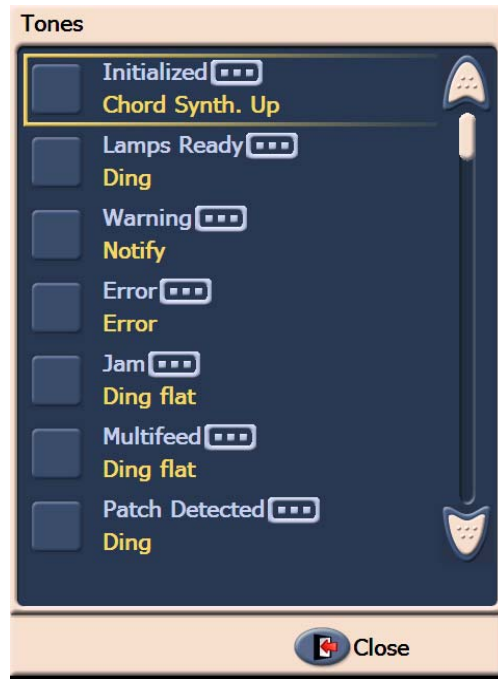 Tones
Initialized
Chord Synth. Up
Lamps Ready
Ding
Warning
Notify
Error
Error
Jam
Ding flat
Multifeed
Ding flat
Patch Detected
Ding
Close